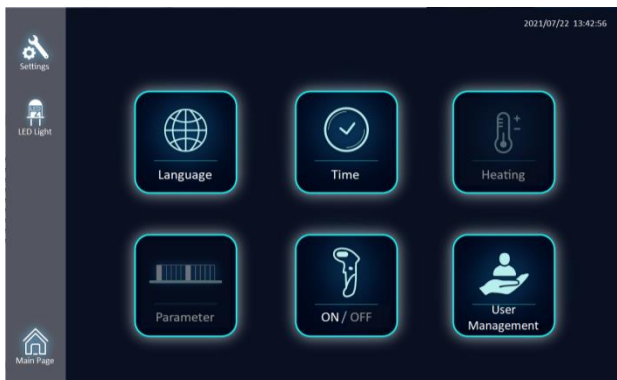 2021/07/22 13:42:56
Settings
LED Light
Language
Time
Heating
Parameter
ON / OFF
User
Management
Main Page